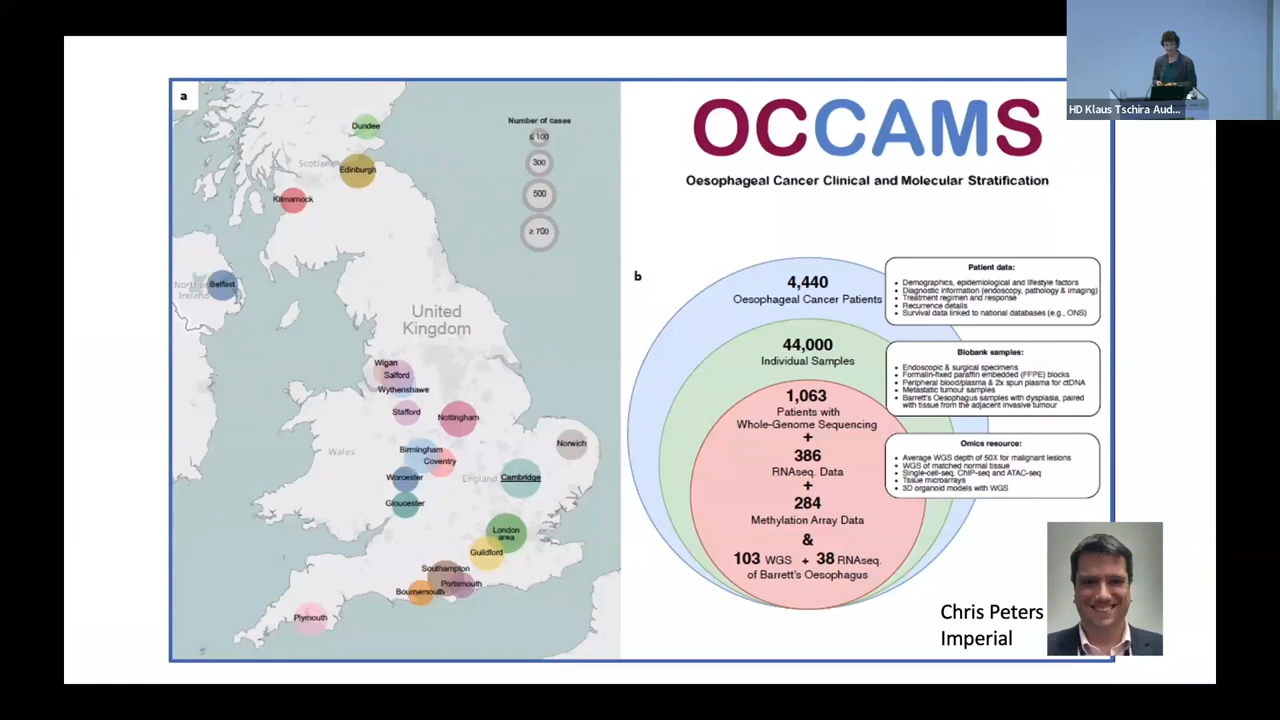 HD Klaus Tschira Aud...
a
Number of cases
≤ 100
300
500
≥ 700
Dundee
Scotland
Edinburgh
Kilmarnock
Northern
Ireland
Belfast
United
Kingdom
Wigan
Salford
Wythenshawe
Stafford
Nottingham
Norwich
Wales
Birmingham
Coventry
Worcester
England
Cambridge
Gloucester
London
area
Guildford
Southampton
Portsmouth
Bournemouth
Plymouth
OCCAMS
Oesophageal Cancer Clinical and Molecular Stratification
b
4,440
Oesophageal Cancer Patients
44,000
Individual Samples
1,063
Patients with
Whole-Genome Sequencing
+
386
RNAseq. Data
+
284
Methylation Array Data
&
103 WGS + 38 RNAseq.
of Barrett's Oesophagus
Patient data:
• Demographics, epidemiological and lifestyle factors
• Diagnostic information (endoscopy, pathology & imaging)
• Treatment regimen and response
• Recurrence details
• Survival data linked to national databases (e.g., ONS)
Biobank samples:
• Endoscopic & surgical specimens
• Formalin-fixed paraffin embedded (FFPE) blocks
• Peripheral blood/plasma & 2x spun plasma for ctDNA
• Metastatic tumour samples
• Barrett's Oesophagus samples with dysplasia, paired
with tissue from the adjacent invasive tumour
Omics resource:
• Average WGS depth of 50X for malignant lesions
• WGS of matched normal tissue
• Single-cell-seq, ChIP-seq and ATAC-seq
• Tissue microarrays
• 3D organoid models with WGS
Chris Peters
Imperial